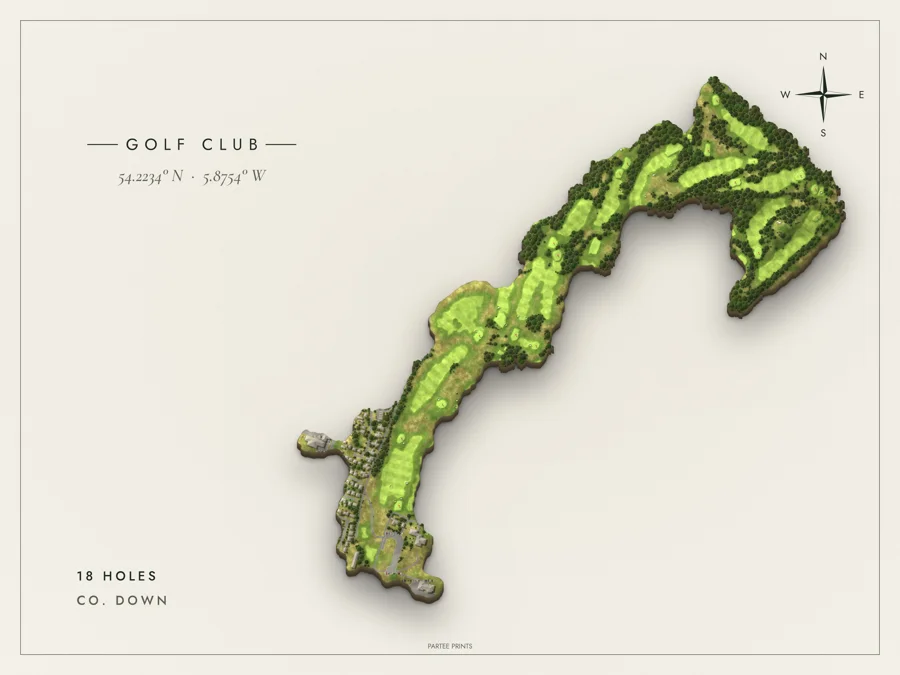 N
W E
S
GOLF CLUB
54.2234° N · 5.8754° W
18 HOLES
CO. DOWN
PARTEE PRINTS